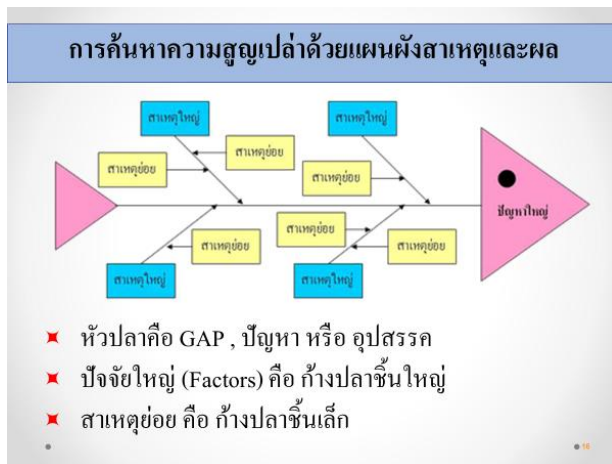 การค้นหาความสูญเปล่าด้วยแผนผังสาเหตุและผล
สาเหตุใหญ่
สาเหตุใหญ่
สาเหตุย่อย
สาเหตุย่อย
สาเหตุย่อย
ปัญหาใหญ่
สาเหตุย่อย
สาเหตุย่อย
สาเหตุย่อย
สาเหตุใหญ่
สาเหตุใหญ่
หัวปลาคือ GAP , ปัญหา หรือ อุปสรรค
ปัจจัยใหญ่ (Factors) คือ ก้างปลาชิ้นใหญ่
สาเหตุย่อย คือ ก้างปลาชิ้นเล็ก